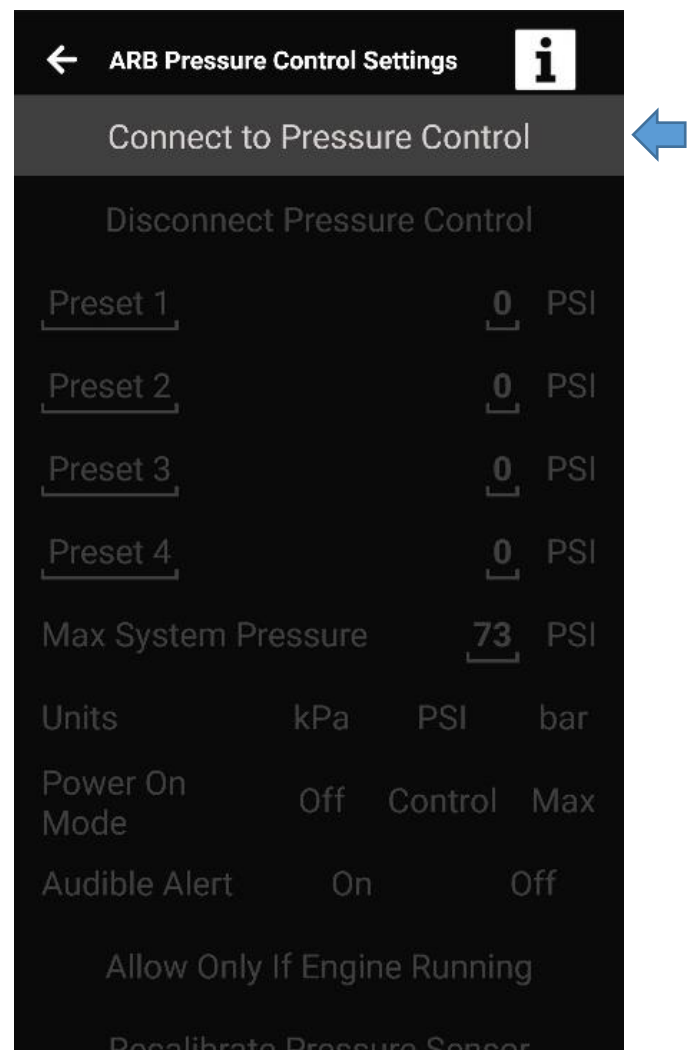 ARB Pressure Control Settings
Connect to Pressure Control
Disconnect Pressure Control
Preset 1 0 PSI
Preset 2 0 PSI
Preset 3 0 PSI
Preset 4 0 PSI
Max System Pressure 73 PSI
Units kPa PSI bar
Power On
Mode Off Control Max
Audible Alert On Off
Allow Only If Engine Running
Recalibrate Pressure Sensor